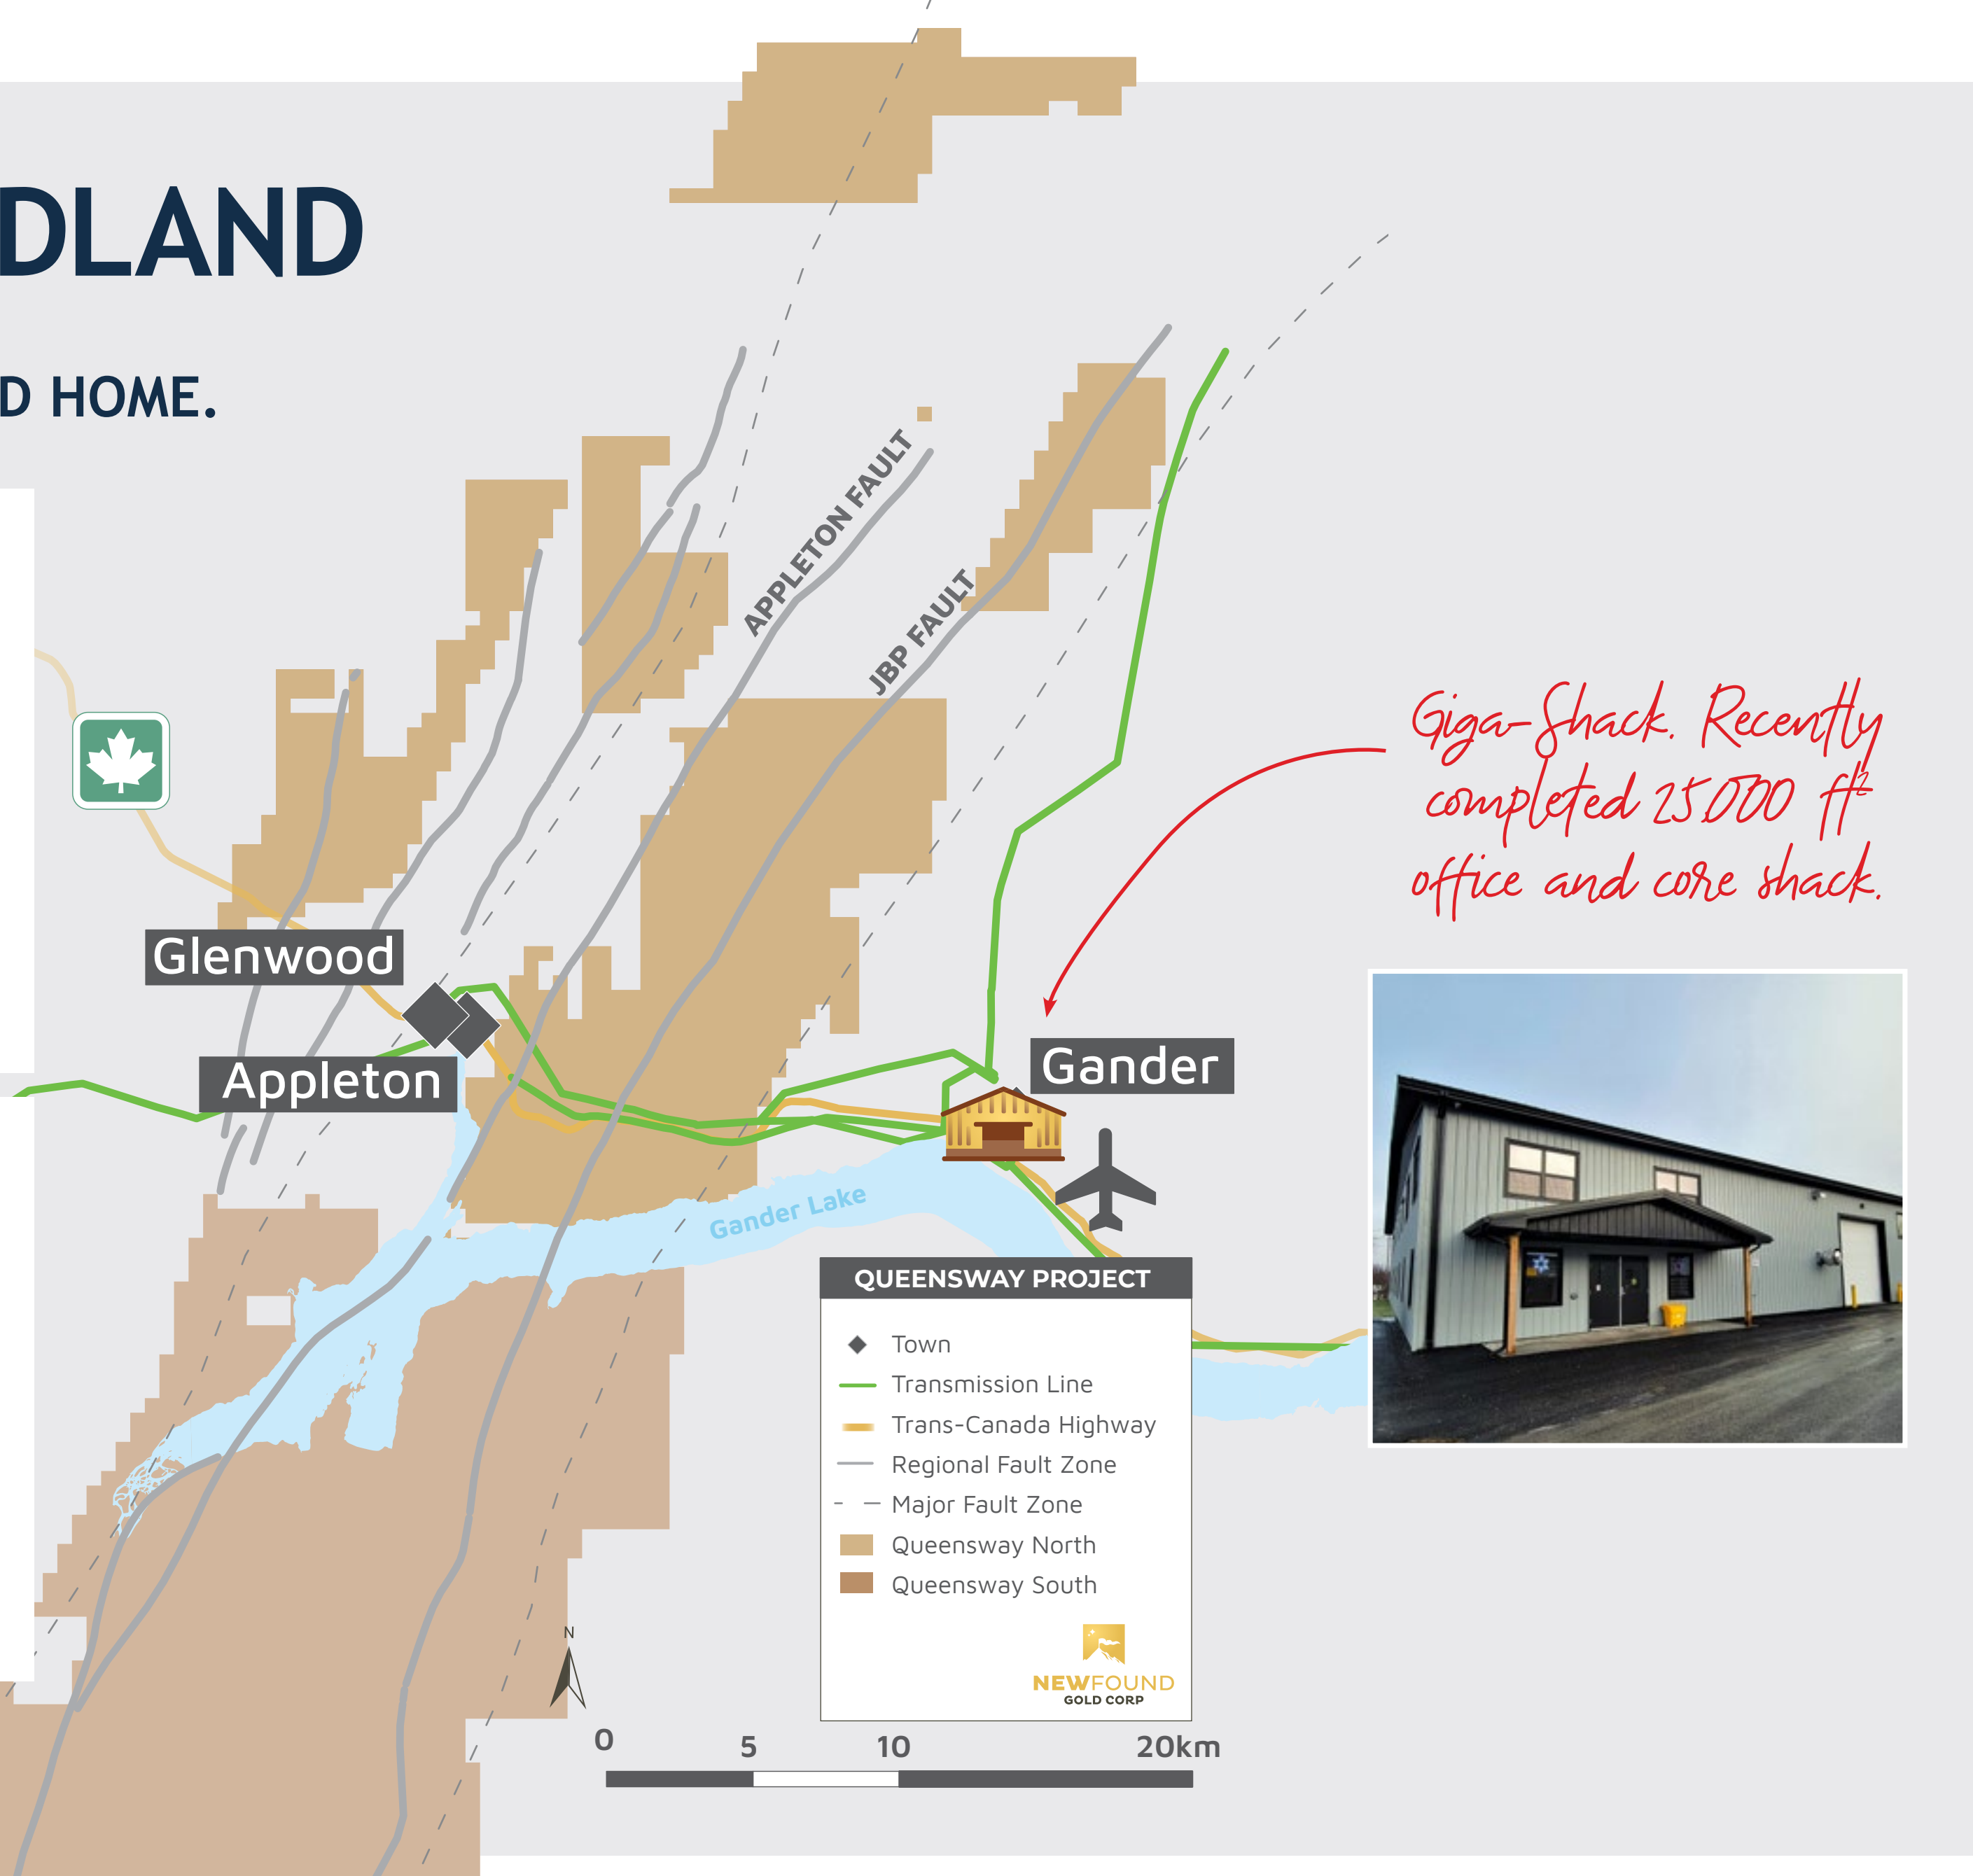 DLAND
D HOME.
APPLETON FAULT
JBP FAULT
Giga-Shack. Recently
completed 25,000 ft²
office and core shack.
Glenwood
Appleton
Gander
Gander Lake
QUEENSWAY PROJECT
Town
Transmission Line
Trans-Canada Highway
Regional Fault Zone
Major Fault Zone
Queensway North
Queensway South
NEWFOUND
GOLD CORP
N
0 5 10 20km